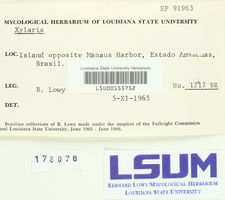 SP 91963
MYCOLOGICAL HERBARIUM OF LOUISIANA STATE UNIVERSITY
Xylaria
LOC. Island opposite Manaus Harbor, Estado Amazonas,
Brasil.
Louisiana State University Herbarium
LSU00155752
LEG. B. Lowy
No. 1217 BR
5-XI-1965
DET.
Brazilian collections of B. Lowy made under the auspices of the Fulbright Commission
and Louisiana State University, June 1965 - June 1966.
178070
LSUM
BERNARD LOWY MYCOLOGICAL HERBARIUM
LOUISIANA STATE UNIVERSITY